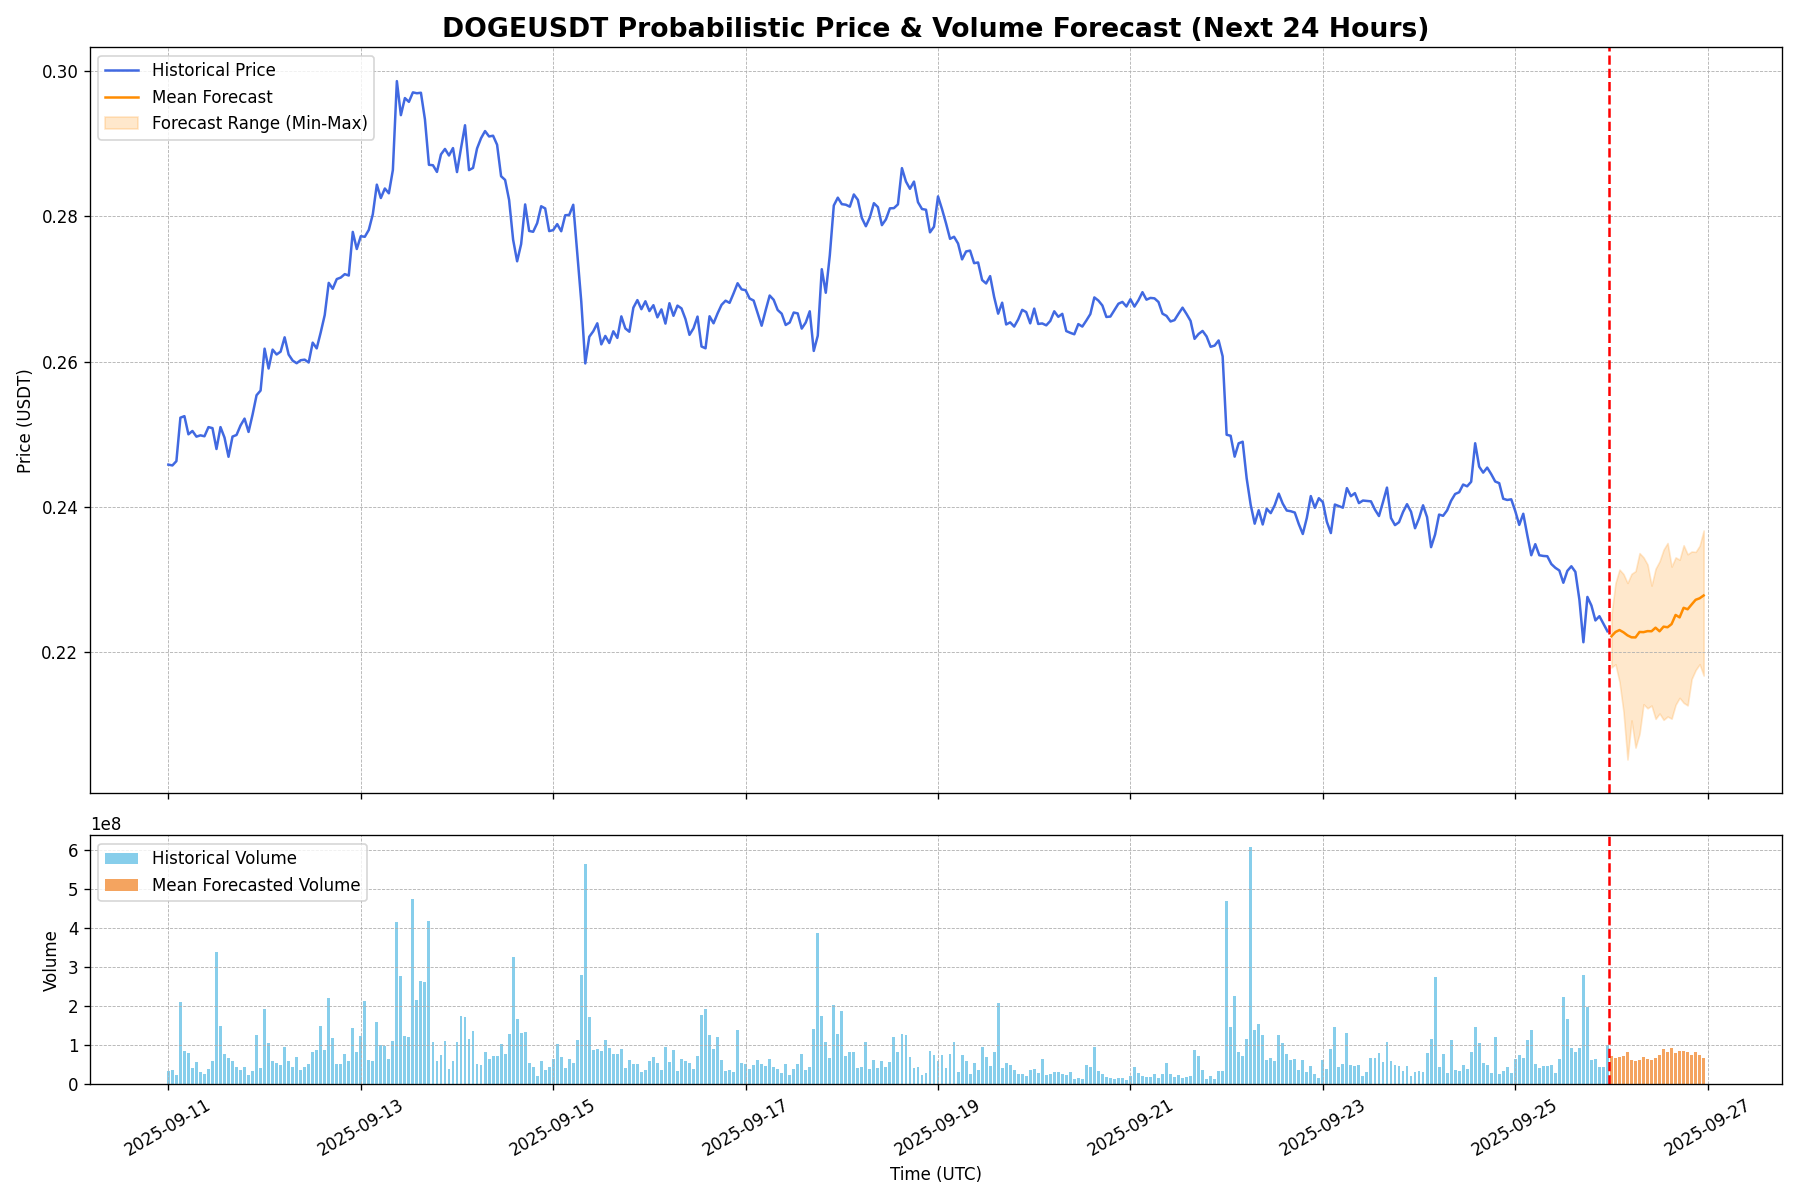 DOGEUSDT Probabilistic Price & Volume Forecast (Next 24 Hours)
Historical Price
Mean Forecast
Forecast Range (Min-Max)
0.30
0.28
0.26
0.24
0.22
Price (USDT)
1e8
Historical Volume
Mean Forecasted Volume
6
5
4
3
2
1
0
Volume
2025-09-11
2025-09-13
2025-09-15
2025-09-17
2025-09-19
2025-09-21
2025-09-23
2025-09-25
2025-09-27
Time (UTC)